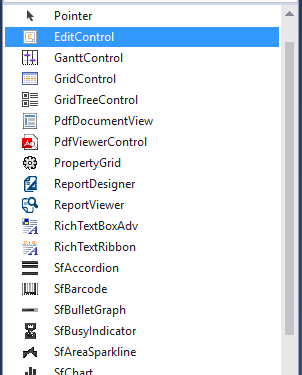 Pointer
EditControl
GanttControl
GridControl
GridTreeControl
PdfDocumentView
PdfViewerControl
PropertyGrid
ReportDesigner
ReportViewer
RichTextBoxAdv
RichTextRibbon
SfAccordion
SfBarcode
SfBulletGraph
SfBusyIndicator
SfAreaSparkline
SfChart